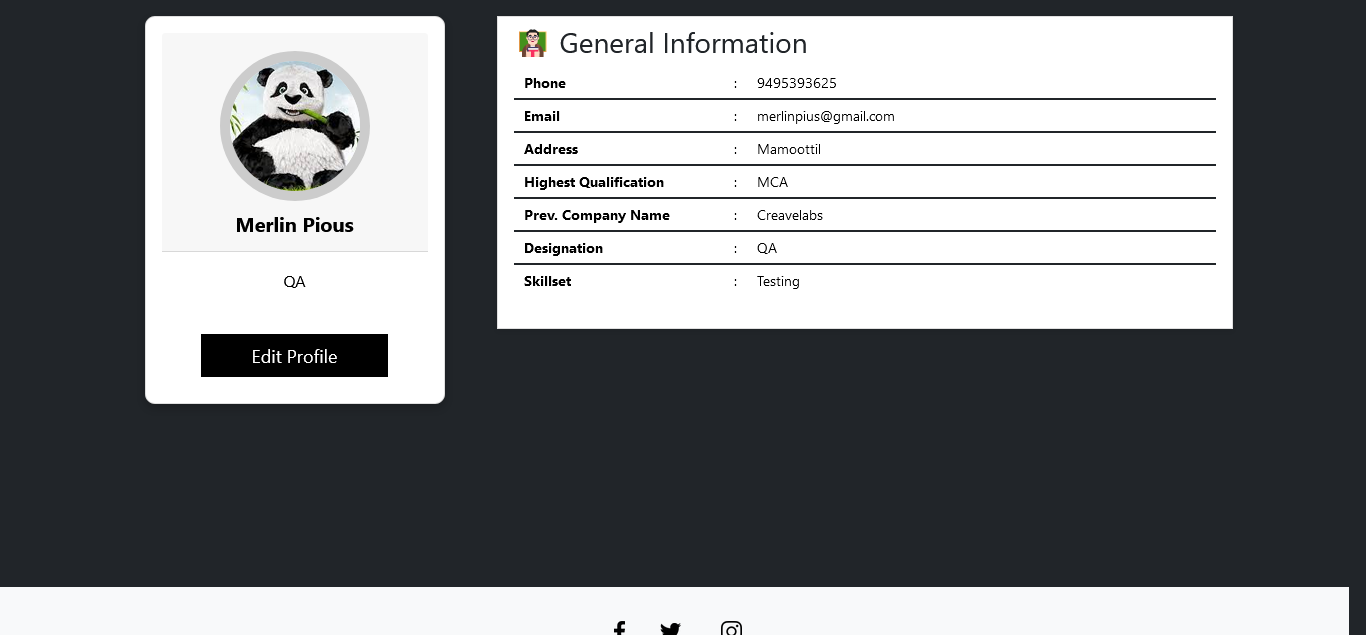 Merlin Pious
QA
Edit Profile
General Information
Phone : 9495393625
Email : merlinpius@gmail.com
Address : Mamoottil
Highest Qualification : MCA
Prev. Company Name : Creavelabs
Designation : QA
Skillset : Testing